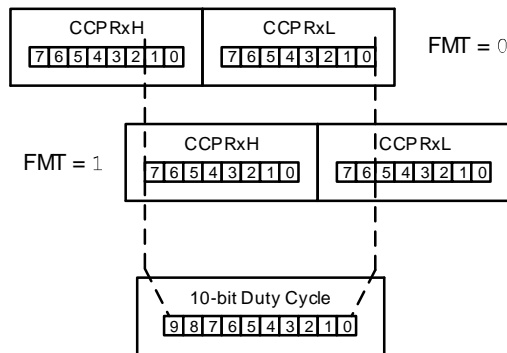 CCPRxH CCPRxL
7 6 5 4 3 2 1 0 7 6 5 4 3 2 1 0 FMT = 0
CCPRxH CCPRxL
FMT = 1 7 6 5 4 3 2 1 0 7 6 5 4 3 2 1 0
10-bit Duty Cycle
9 8 7 6 5 4 3 2 1 0